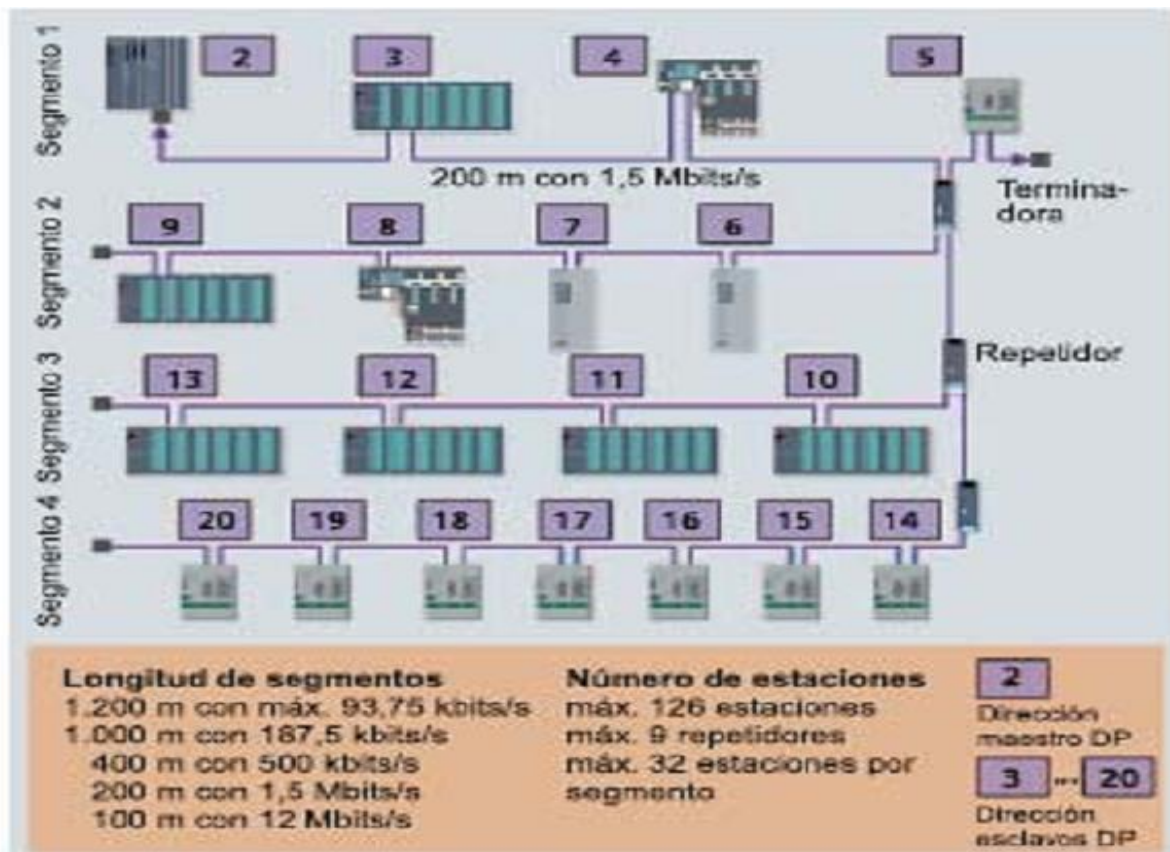 Segmento 1
2
3
4
5
200 m con 1,5 Mbits/s
Termina-
dora
Segmento 2
9
8
7
6
Repetidor
Segmento 3
13
12
11
10
Segmento 4
20
19
18
17
16
15
14
Longitud de segmentos
1.200 m con máx. 93,75 kbits/s
1.000 m con 187,5 kbits/s
400 m con 500 kbits/s
200 m con 1,5 Mbits/s
100 m con 12 Mbits/s
Número de estaciones
máx. 126 estaciones
máx. 9 repetidores
máx. 32 estaciones por
segmento
2
Dirección
maestro DP
3 ... 20
Dirección
esclavos DP